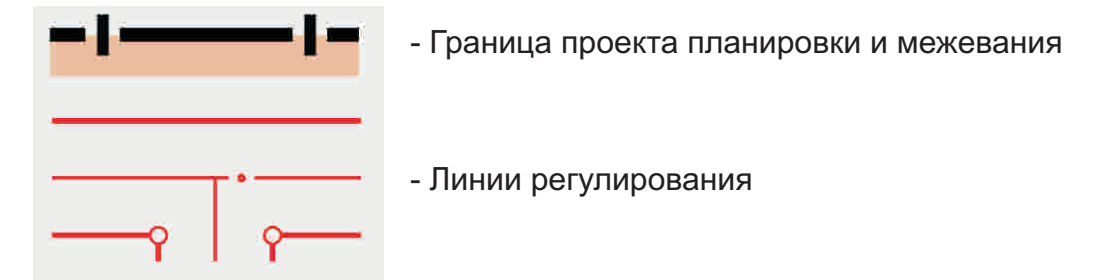 - Граница проекта планировки и межевания
- Линии регулирования